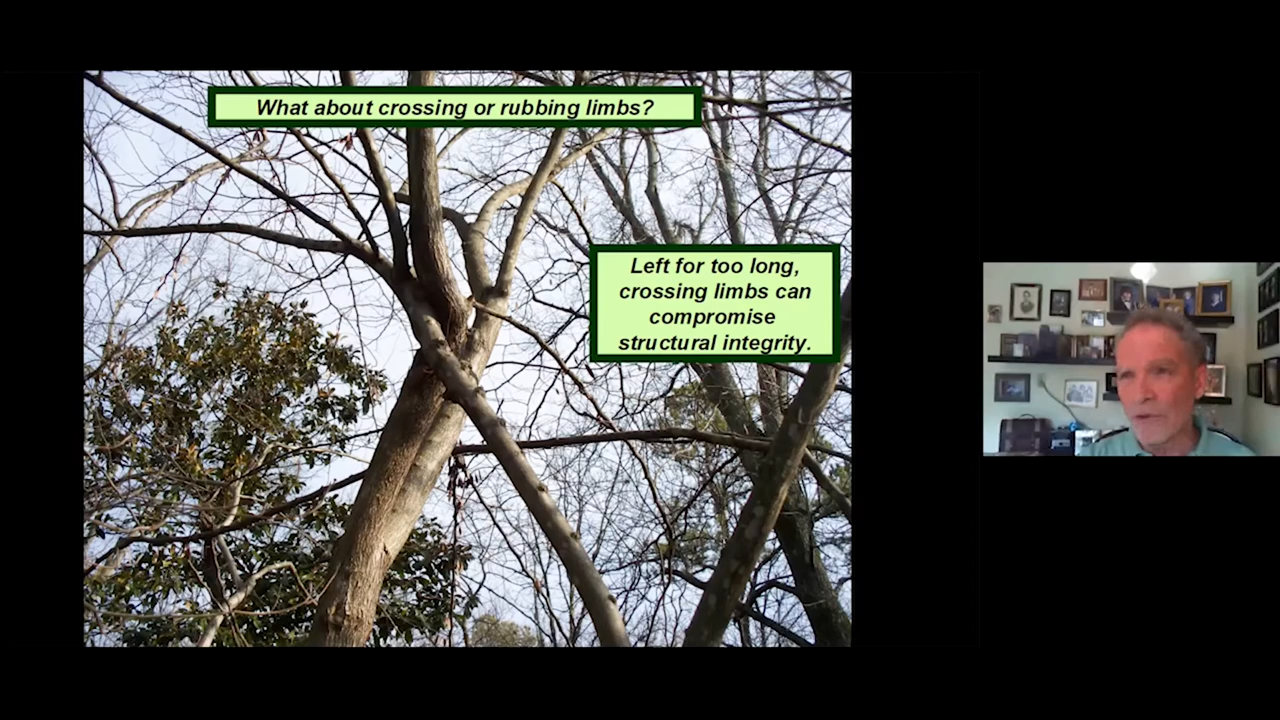 What about crossing or rubbing limbs?
Left for too long,
crossing limbs can
compromise
structural integrity.